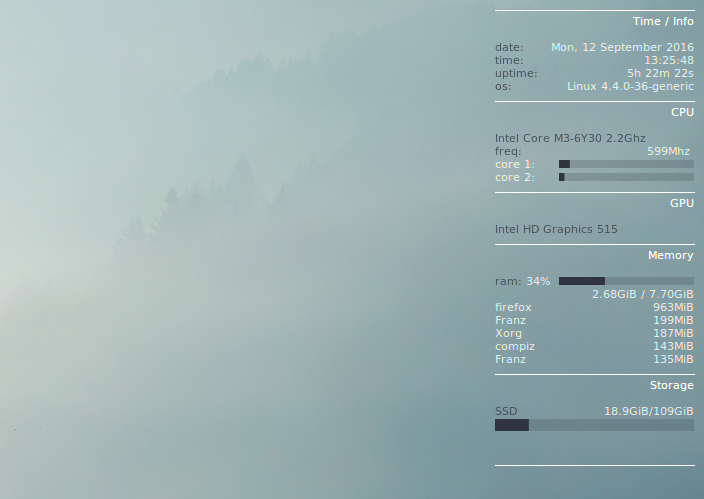 Time / Info
date: Mon, 12 September 2016
time: 13:25:48
uptime: 5h 22m 22s
os: Linux 4.4.0-36-generic
CPU
Intel Core M3-6Y30 2.2Ghz
freq: 599Mhz
core 1:
core 2:
GPU
Intel HD Graphics 515
Memory
ram: 34%
2.68GiB / 7.70GiB
firefox 963MiB
Franz 199MiB
Xorg 187MiB
compiz 143MiB
Franz 135MiB
Storage
SSD 18.9GiB/109GiB